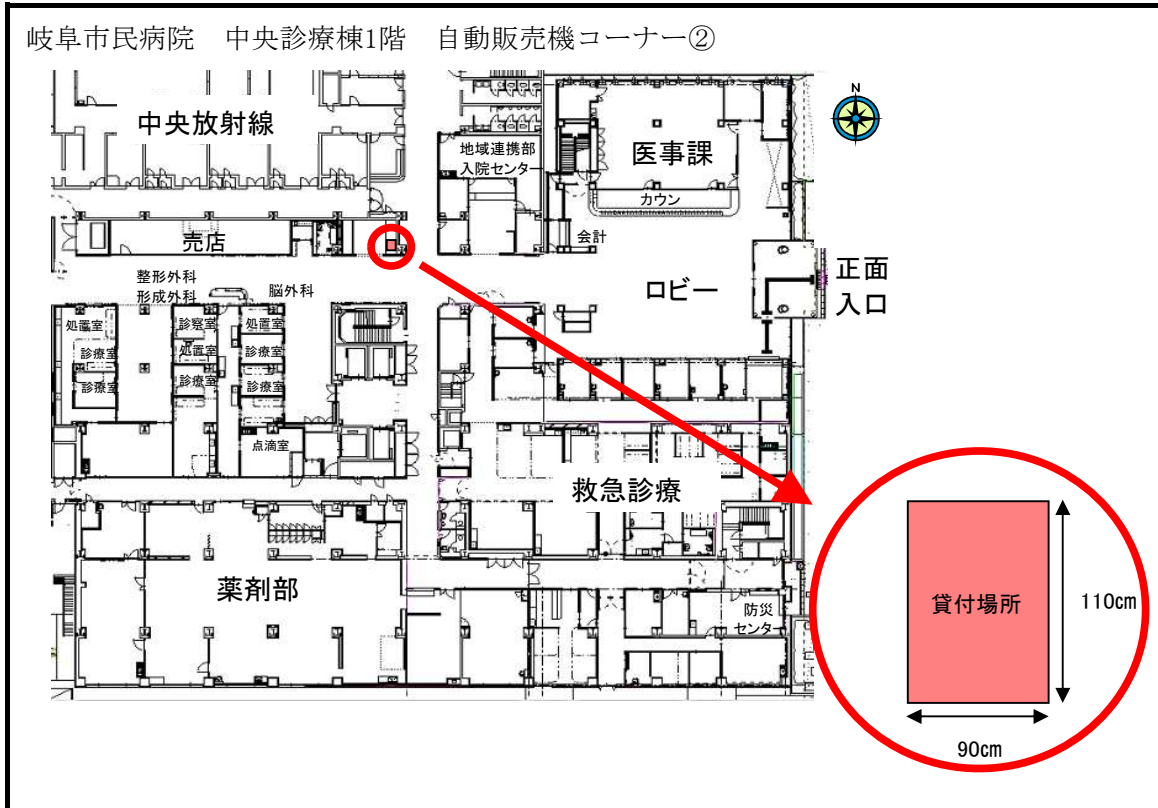 岐阜市民病院　中央診療棟1階　自動販売機コーナー②
N
中央放射線
地域連携部
入院センター
医事課
カウン
売店
会計
正面
入口
ロビー
整形外科
形成外科
脳外科
処置室
診察室
処置室
診療室
処置室
診療室
診療室
診療室
診療室
点滴室
救急診療
薬剤部
防災
センター
貸付場所
110cm
90cm